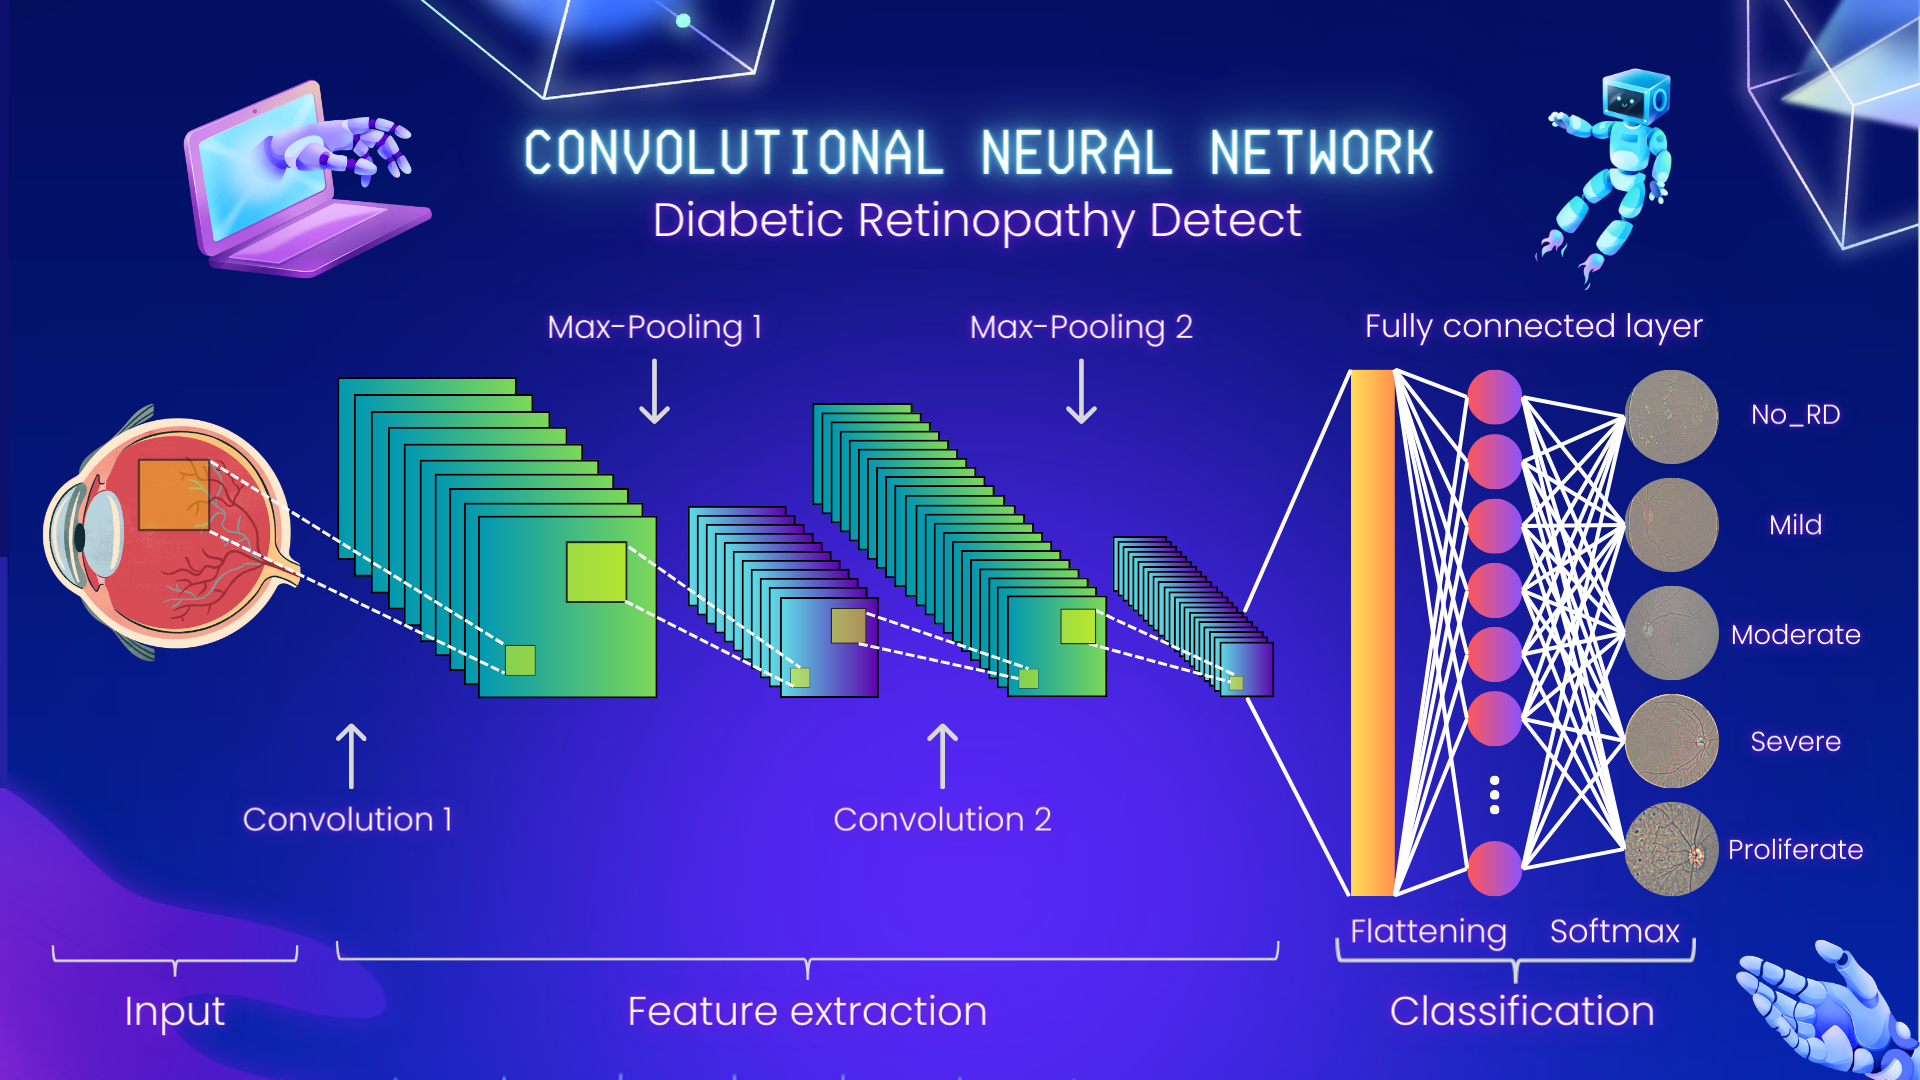 CONVOLUTIONAL NEURAL NETWORK
Diabetic Retinopathy Detect
Max-Pooling 1
Max-Pooling 2
Fully connected layer
No_RD
Mild
Moderate
Severe
Proliferate
Convolution 1
Convolution 2
Flattening
Softmax
Input
Feature extraction
Classification